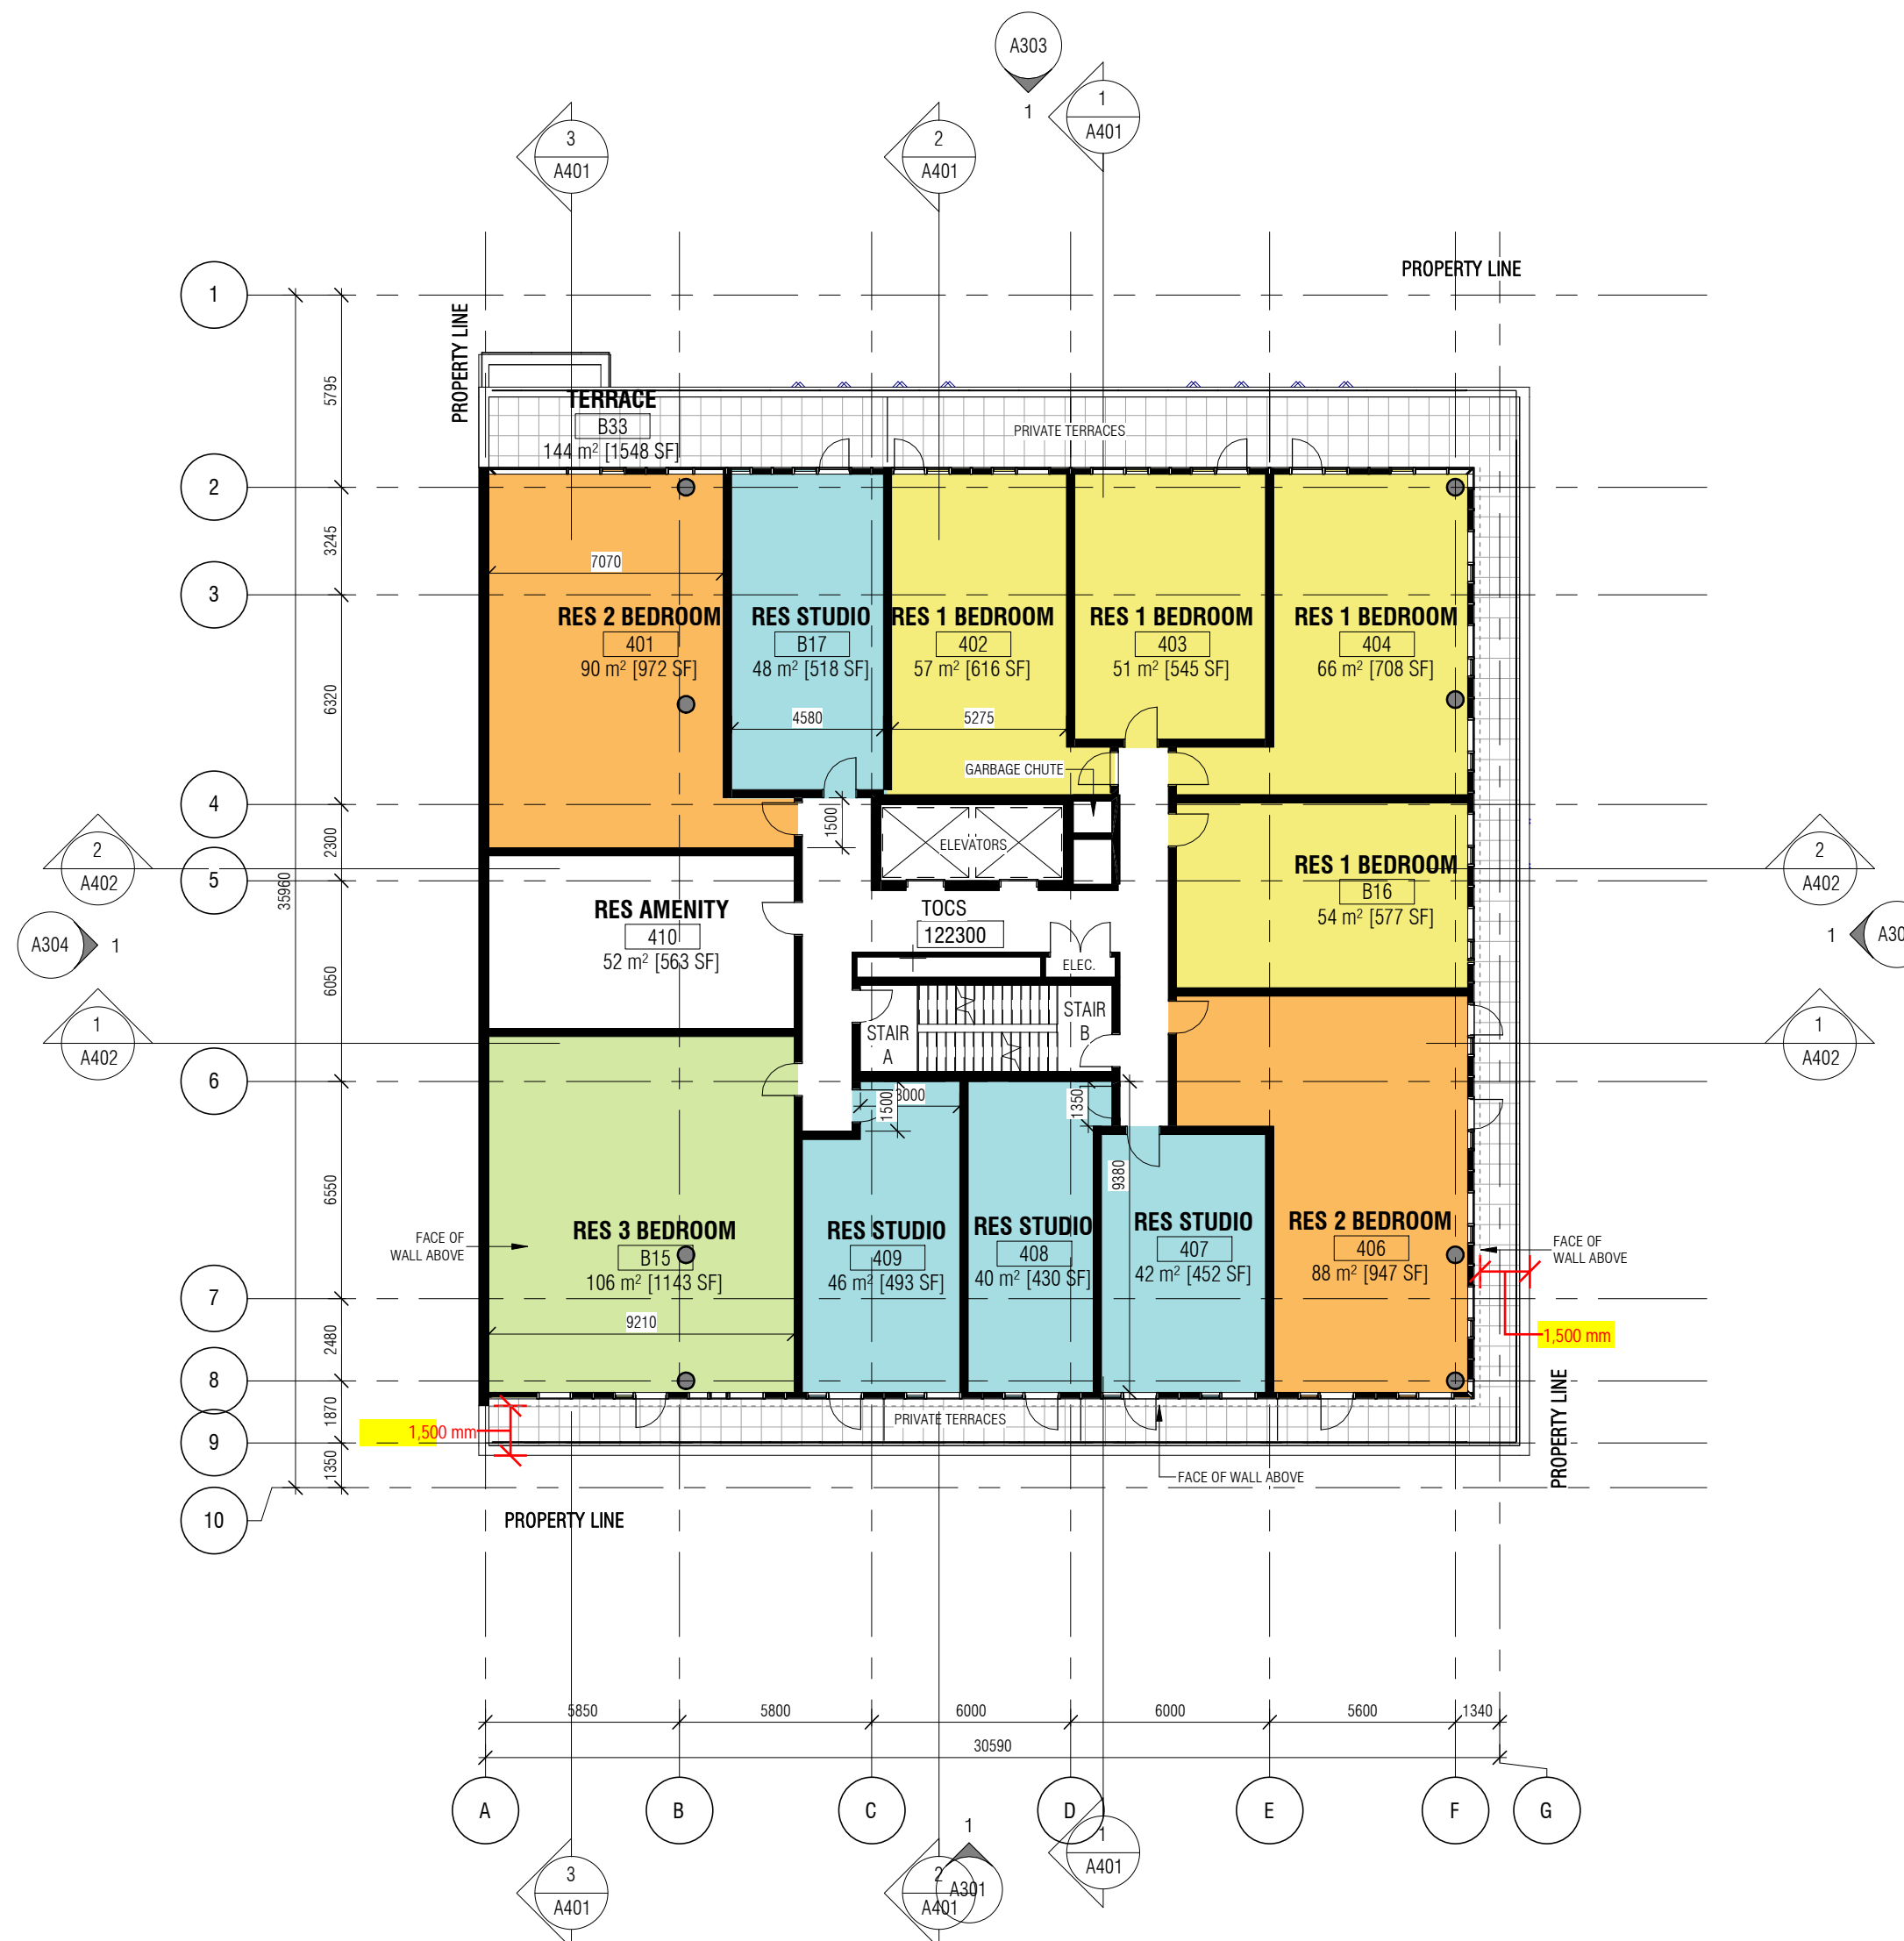 A303
1
1
A401
3
A401
2
A401
PROPERTY LINE
PROPERTY LINE
1
2
3
4
5
6
7
8
9
10
5795
3245
6320
2300
6050
6550
2480
1870
1350
35960
TERRACE
B33
144 m² [1548 SF]
PRIVATE TERRACES
7070
RES 2 BEDROOM
401
90 m² [972 SF]
RES STUDIO
B17
48 m² [518 SF]
4580
RES 1 BEDROOM
402
57 m² [616 SF]
5275
RES 1 BEDROOM
403
51 m² [545 SF]
RES 1 BEDROOM
404
66 m² [708 SF]
GARBAGE CHUTE
1500
ELEVATORS
2
A402
2
A402
RES 1 BEDROOM
B16
54 m² [577 SF]
RES AMENITY
410
52 m² [563 SF]
TOCS
122300
ELEC.
A304
1
1
1
A402
1
A402
STAIR
A
STAIR
B
1500
3000
1350
9380
RES 3 BEDROOM
B15
106 m² [1143 SF]
9210
RES STUDIO
409
46 m² [493 SF]
RES STUDIO
408
40 m² [430 SF]
RES STUDIO
407
42 m² [452 SF]
RES 2 BEDROOM
406
88 m² [947 SF]
FACE OF
WALL ABOVE
FACE OF
WALL ABOVE
1,500 mm
1,500 mm
PRIVATE TERRACES
FACE OF WALL ABOVE
PROPERTY LINE
PROPERTY LINE
5850
5800
6000
6000
5600
1340
30590
A
B
C
D
E
F
G
3
A401
2
A401
1
A301
1
A401